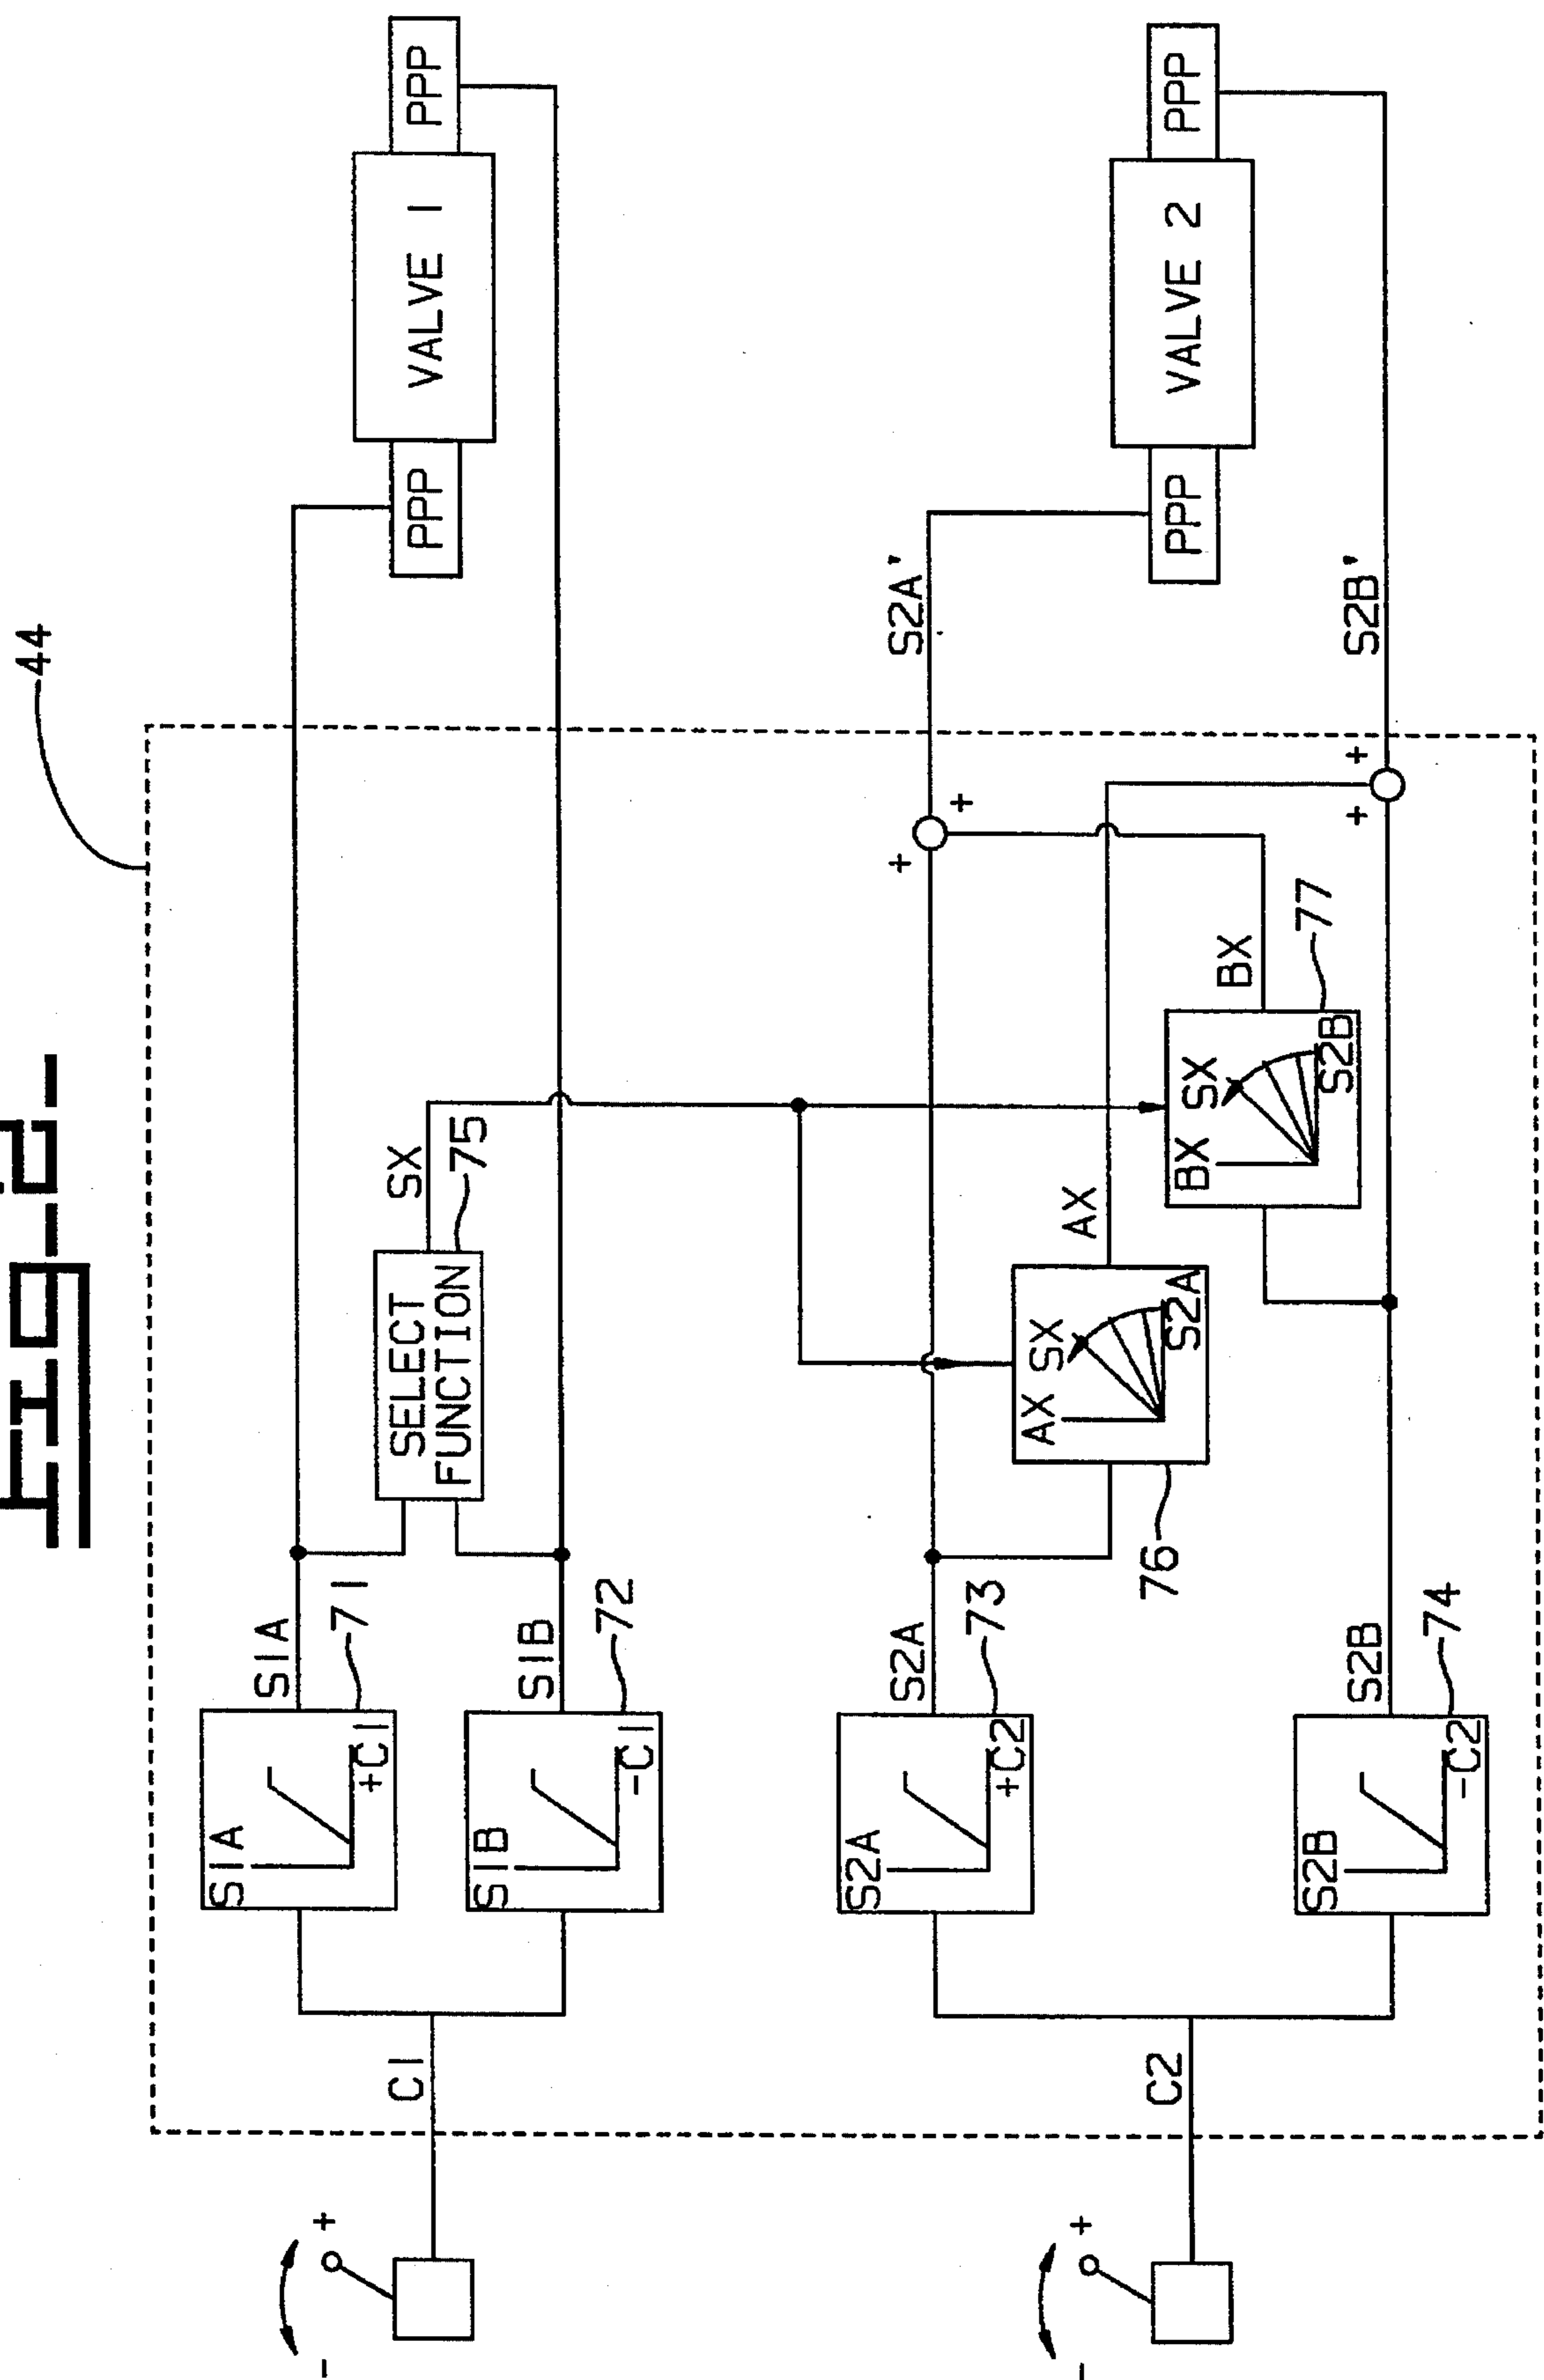 Fig_2_
44
C1
S1A
+C1
71
S1A
S1B
-C1
72
S1B
SELECT
FUNCTION
75
SX
PPP
VALVE 1
PPP
C2
S2A
+C2
73
S2A
S2B
-C2
74
S2B
AX
SX
S2A
76
AX
BX
SX
S2B
77
BX
S2A'
S2B'
PPP
VALVE 2
PPP
+
-
+
-
+
+
+
+